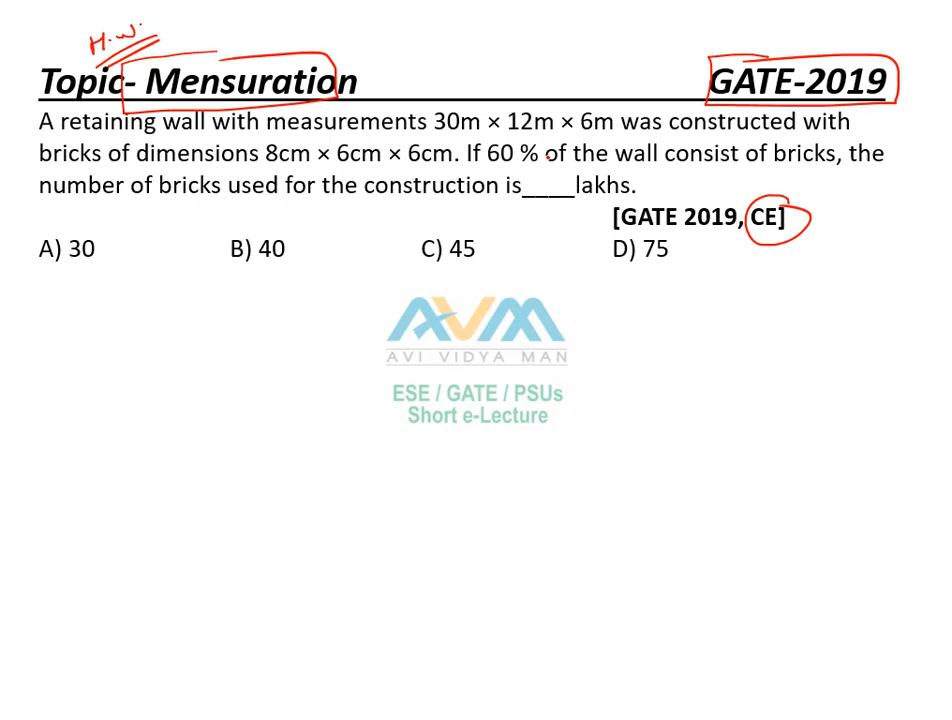 H.W.
Topic- Mensuration GATE-2019
A retaining wall with measurements 30m × 12m × 6m was constructed with
bricks of dimensions 8cm × 6cm × 6cm. If 60 % of the wall consist of bricks, the
number of bricks used for the construction is____lakhs.
[GATE 2019, CE]
A) 30 B) 40 C) 45 D) 75
AVM
AVI VIDYA MAN
ESE / GATE / PSUs
Short e-Lecture